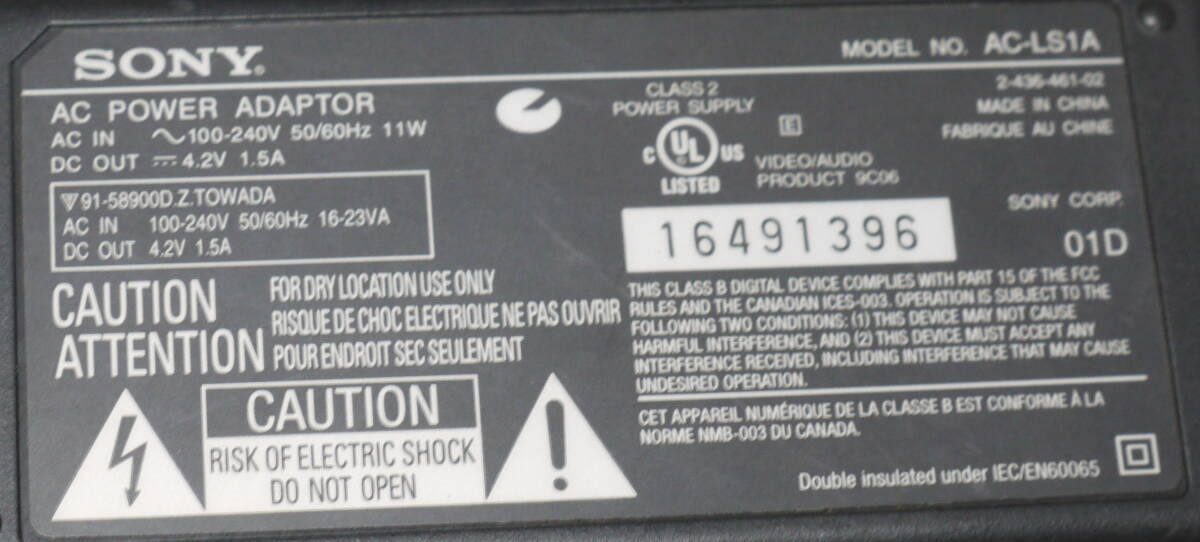 SONY.
MODEL NO. AC-LS1A
AC POWER ADAPTOR
AC IN ~100-240V 50/60Hz 11W
DC OUT ⎓4.2V 1.5A
91-58900D.Z.TOWADA
AC IN 100-240V 50/60Hz 16-23VA
DC OUT 4.2V 1.5A
CLASS 2
POWER SUPPLY
C UL US
LISTED
E
VIDEO/AUDIO
PRODUCT 9C06
2-436-461-02
MADE IN CHINA
FABRIQUE AU CHINE
SONY CORP.
01D
16491396
CAUTION
ATTENTION
FOR DRY LOCATION USE ONLY
RISQUE DE CHOC ELECTRIQUE NE PAS OUVRIR
POUR ENDROIT SEC SEULEMENT
CAUTION
RISK OF ELECTRIC SHOCK
DO NOT OPEN
THIS CLASS B DIGITAL DEVICE COMPLIES WITH PART 15 OF THE FCC
RULES AND THE CANADIAN ICES-003. OPERATION IS SUBJECT TO THE
FOLLOWING TWO CONDITIONS: (1) THIS DEVICE MAY NOT CAUSE
HARMFUL INTERFERENCE, AND (2) THIS DEVICE MUST ACCEPT ANY
INTERFERENCE RECEIVED, INCLUDING INTERFERENCE THAT MAY CAUSE
UNDESIRED OPERATION.
CET APPAREIL NUMÉRIQUE DE LA CLASSE B EST CONFORME À LA
NORME NMB-003 DU CANADA.
Double insulated under IEC/EN60065